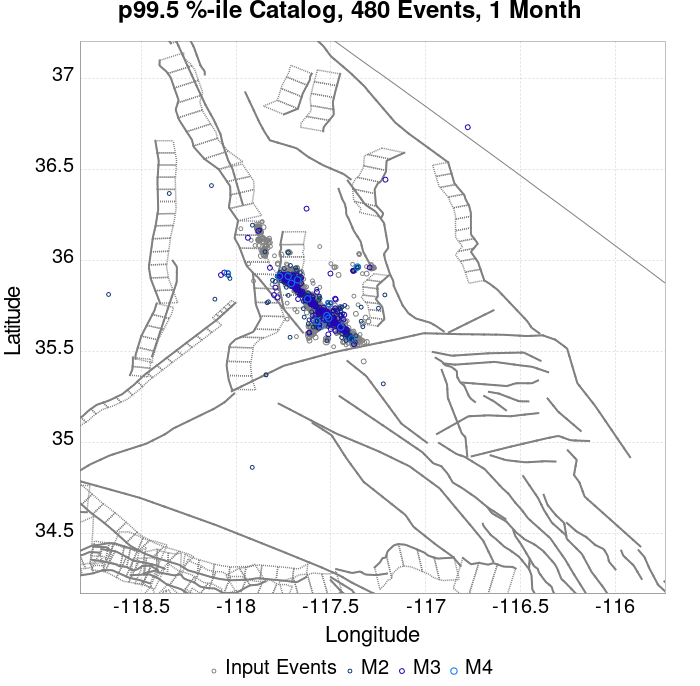 p99.5 %-ile Catalog, 480 Events, 1 Month
37
36.5
36
35.5
35
34.5
Latitude
-118.5 -118 -117.5 -117 -116.5 -116
Longitude
Input Events M2 M3 M4